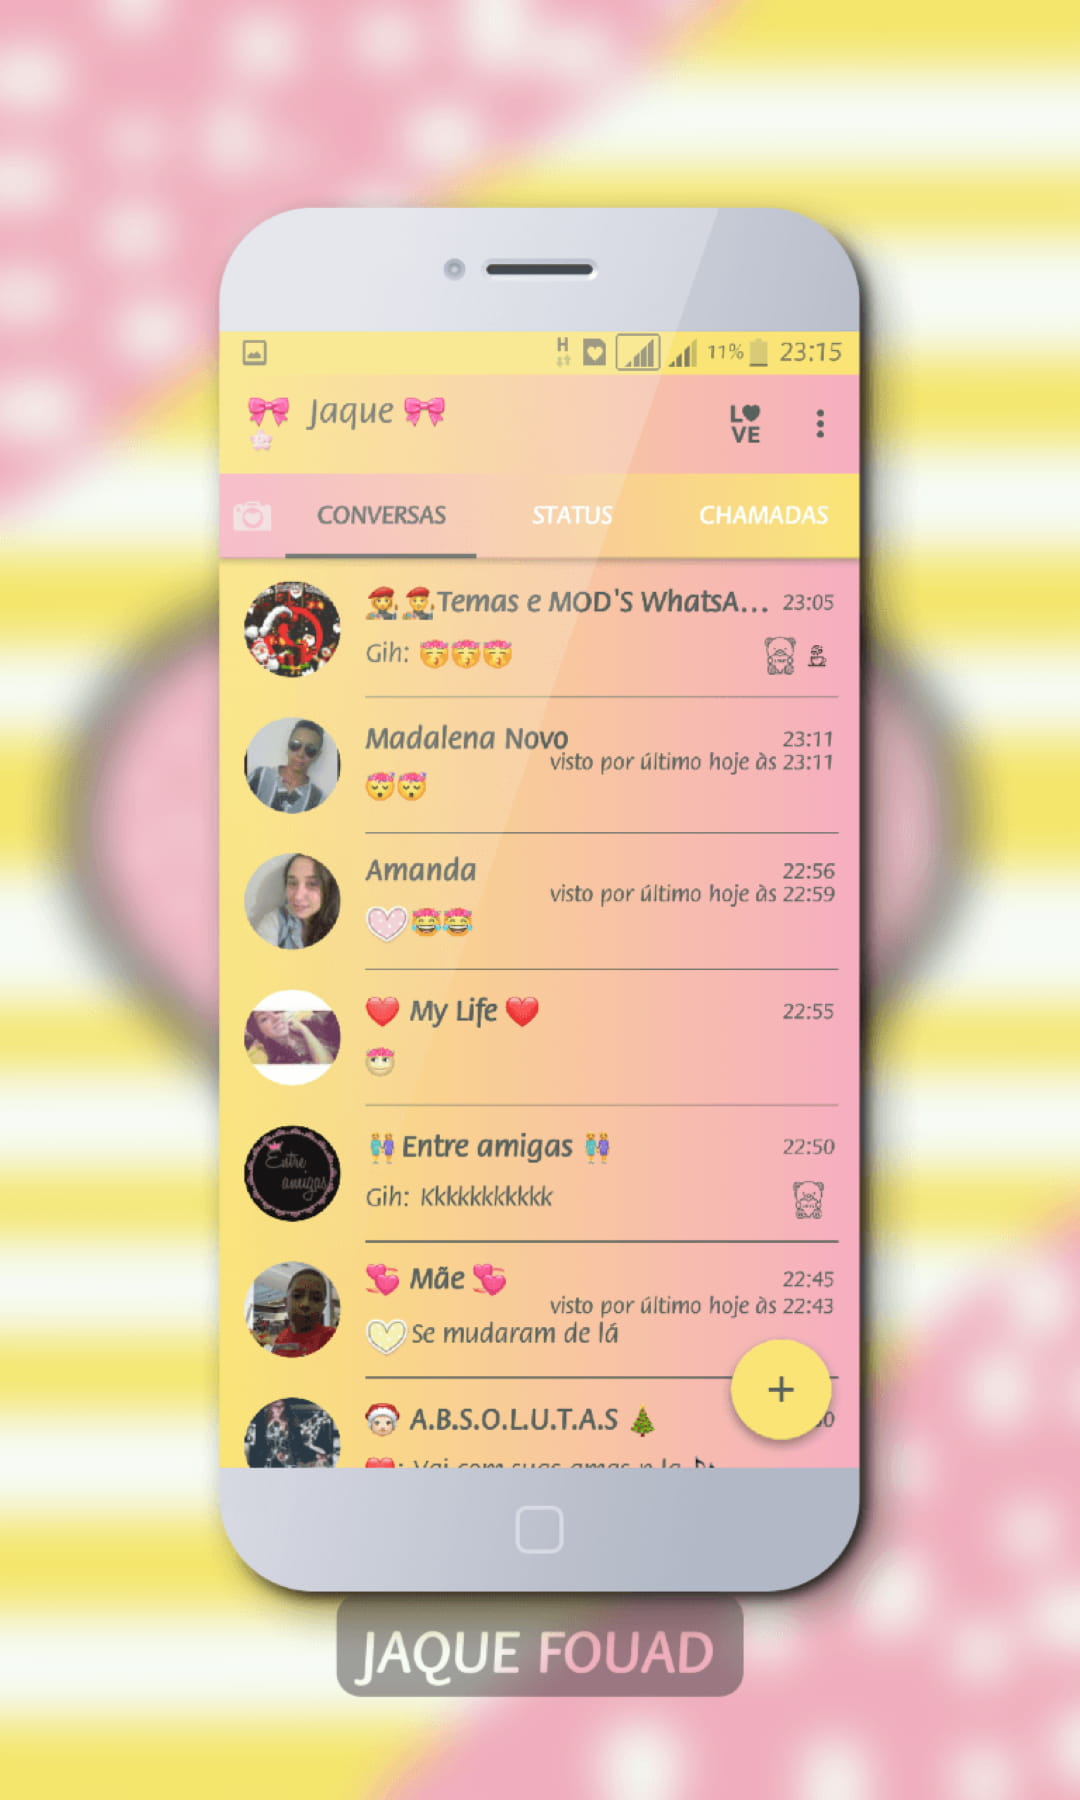 H 11% 23:15
🎀 Jaque 🎀
LOVE
CONVERSAS STATUS CHAMADAS
Temas e MOD'S WhatsA... 23:05
Gih: 😚😚😚
Madalena Novo 23:11
visto por último hoje às 23:11
Amanda 22:56
visto por último hoje às 22:59
❤️ My Life ❤️ 22:55
Entre amigas
👭 Entre amigas 👭 22:50
Gih: Kkkkkkkkkkk
💞 Mãe 💞 22:45
visto por último hoje às 22:43
Se mudaram de lá
+
🤶 A.B.S.O.L.U.T.A.S 🎄
JAQUE FOUAD